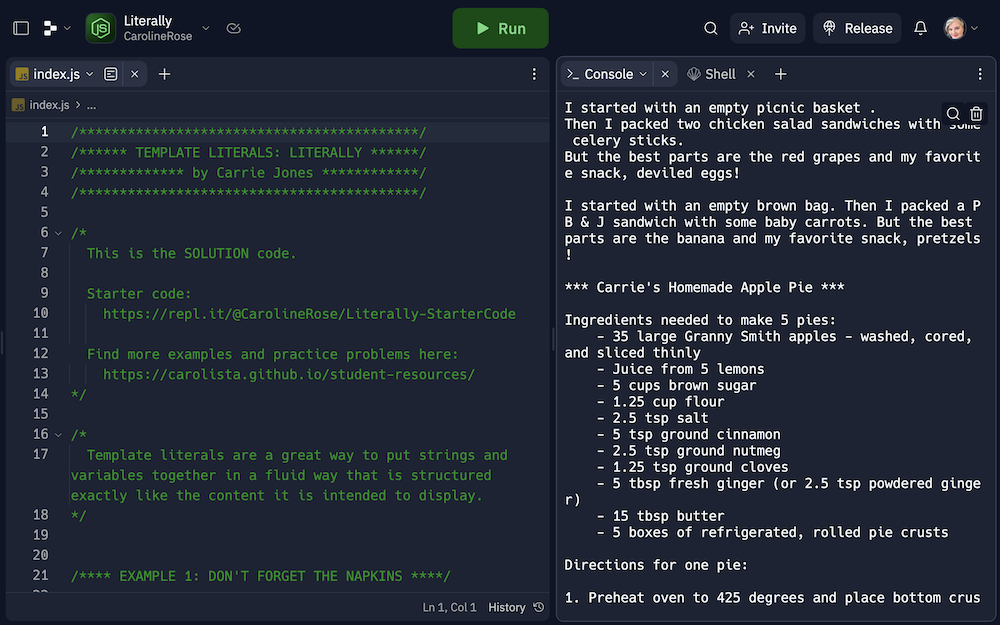 Literally
CarolineRose
Run
Invite
Release
JS index.js
JS index.js > ...
1 /*******************************************/
2 /****** TEMPLATE LITERALS: LITERALLY ******/
3 /************* by Carrie Jones ************/
4 /*******************************************/
5
6 /*
7 This is the SOLUTION code.
8
9 Starter code:
10 https://repl.it/@CarolineRose/Literally-StarterCode
11
12 Find more examples and practice problems here:
13 https://carolista.github.io/student-resources/
14 */
15
16 /*
17 Template literals are a great way to put strings and
variables together in a fluid way that is structured
exactly like the content it is intended to display.
18 */
19
20
21 /**** EXAMPLE 1: DON'T FORGET THE NAPKINS ****/
Ln 1, Col 1 History
Console
Shell
I started with an empty picnic basket .
Then I packed two chicken salad sandwiches with some
celery sticks.
But the best parts are the red grapes and my favorit
e snack, deviled eggs!
I started with an empty brown bag. Then I packed a P
B & J sandwich with some baby carrots. But the best
parts are the banana and my favorite snack, pretzels
!
*** Carrie's Homemade Apple Pie ***
Ingredients needed to make 5 pies:
- 35 large Granny Smith apples - washed, cored,
and sliced thinly
- Juice from 5 lemons
- 5 cups brown sugar
- 1.25 cup flour
- 2.5 tsp salt
- 5 tsp ground cinnamon
- 2.5 tsp ground nutmeg
- 1.25 tsp ground cloves
- 5 tbsp fresh ginger (or 2.5 tsp powdered ginge
r)
- 15 tbsp butter
- 5 boxes of refrigerated, rolled pie crusts
Directions for one pie:
1. Preheat oven to 425 degrees and place bottom crus